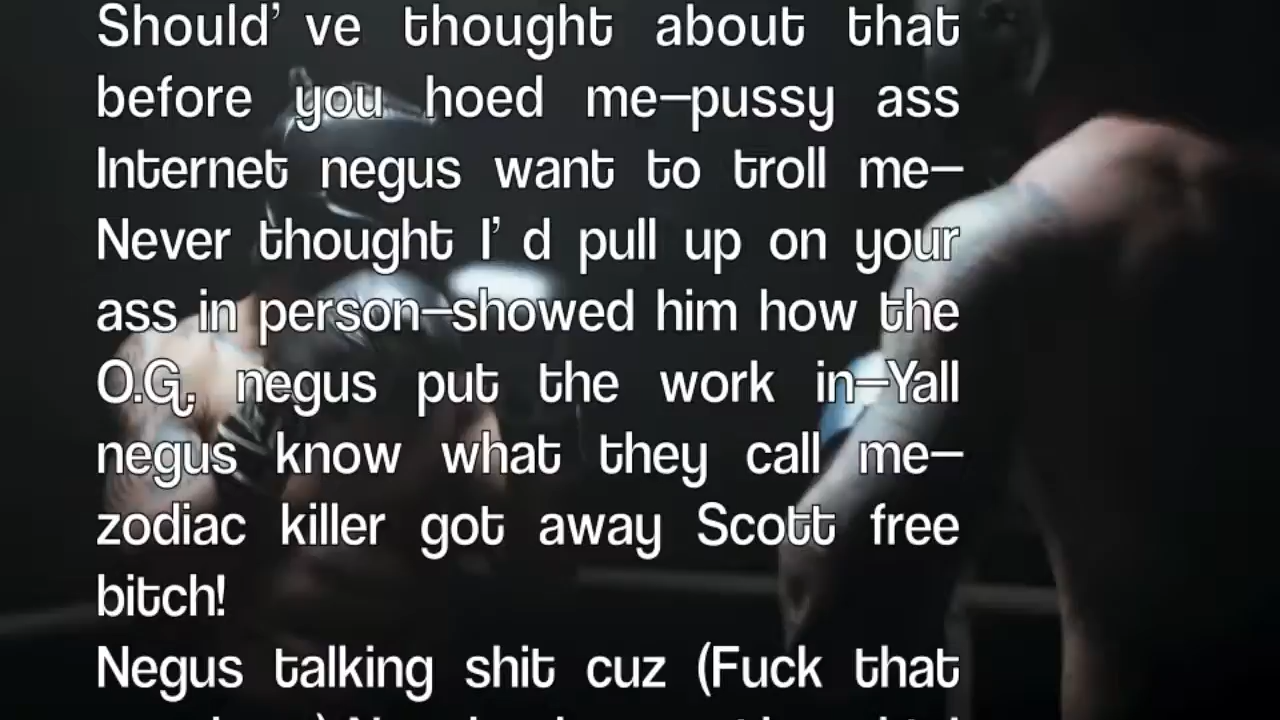 Should've thought about that
before you hoed me—pussy ass
Internet negus want to troll me—
Never thought I'd pull up on your
ass in person—showed him how the
O.G. negus put the work in—Yall
negus know what they call me—
zodiac killer got away Scott free
bitch!
Negus talking shit cuz (Fuck that